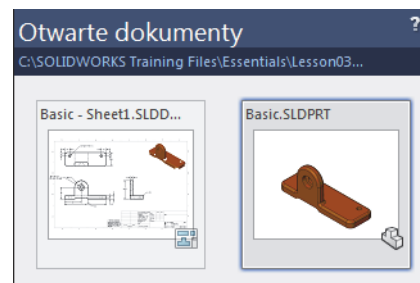 Otwarte dokumenty
?
C:\SOLIDWORKS Training Files\Essentials\Lesson03...
Basic - Sheet1.SLDD...
Basic.SLDPRT